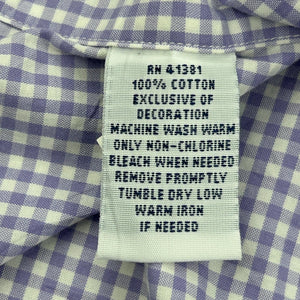 RN 41381
100% COTTON
EXCLUSIVE OF
DECORATION
MACHINE WASH WARM
ONLY NON-CHLORINE
BLEACH WHEN NEEDED
REMOVE PROMPTLY
TUMBLE DRY LOW
WARM IRON
IF NEEDED